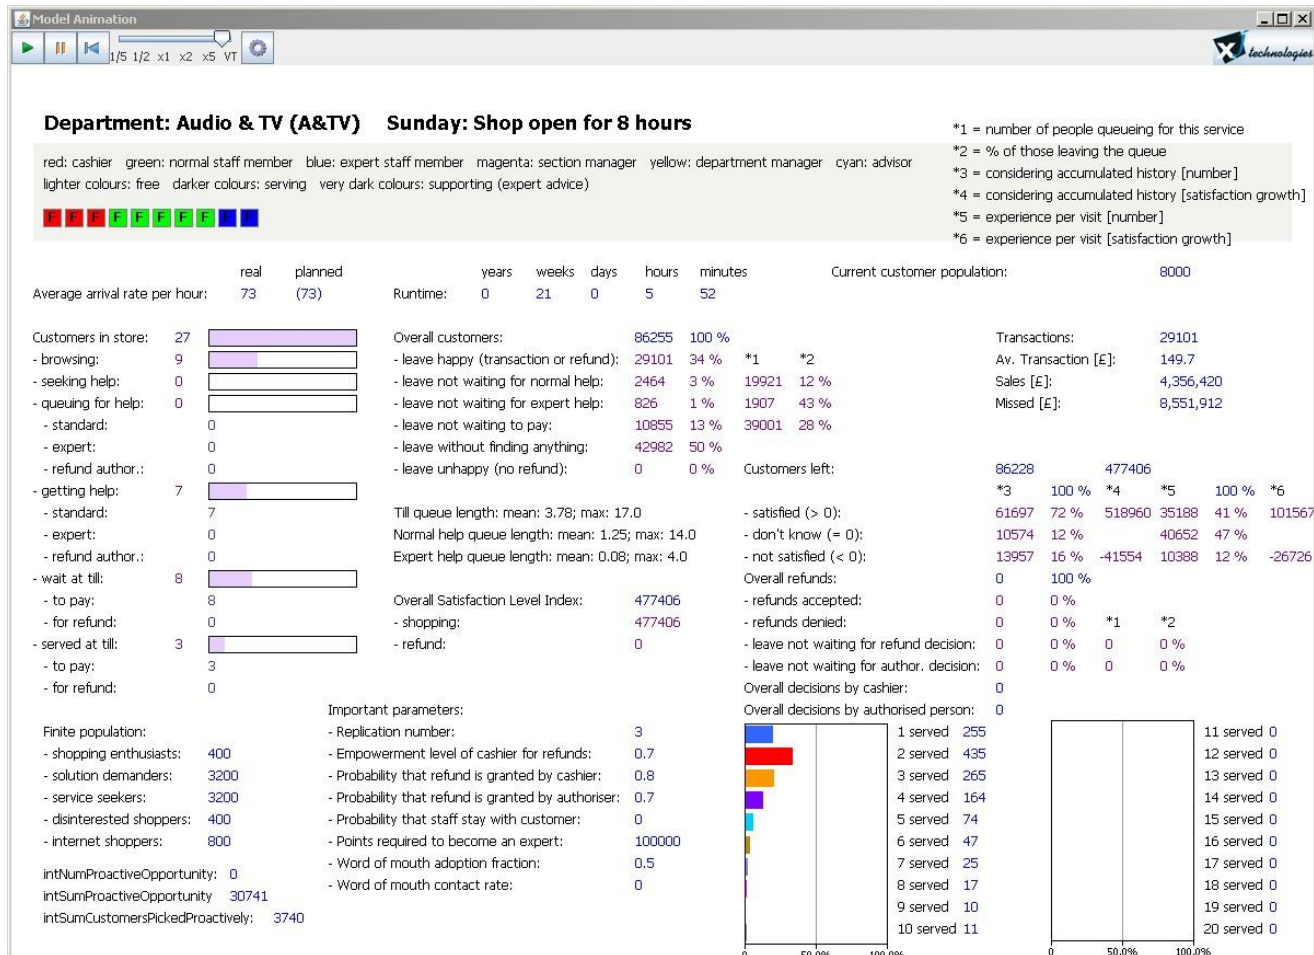 Model Animation
1/5 1/2 x1 x2 x5 VT
X technologies
Department: Audio & TV (A&TV) Sunday: Shop open for 8 hours
*1 = number of people queueing for this service
*2 = % of those leaving the queue
*3 = considering accumulated history [number]
*4 = considering accumulated history [satisfaction growth]
*5 = experience per visit [number]
*6 = experience per visit [satisfaction growth]
red: cashier green: normal staff member blue: expert staff member magenta: section manager yellow: department manager cyan: advisor
lighter colours: free darker colours: serving very dark colours: supporting (expert advice)
F F F F F F F F F F
real planned
Average arrival rate per hour: 73 (73)
years weeks days hours minutes
Runtime: 0 21 0 5 52
Current customer population: 8000
Customers in store: 27
- browsing: 9
- seeking help: 0
- queuing for help: 0
- standard: 0
- expert: 0
- refund author.: 0
- getting help: 7
- standard: 7
- expert: 0
- refund author.: 0
- wait at till: 8
- to pay: 8
- for refund: 0
- served at till: 3
- to pay: 3
- for refund: 0
Overall customers: 86255 100 %
- leave happy (transaction or refund): 29101 34 % *1 *2
- leave not waiting for normal help: 2464 3 % 19921 12 %
- leave not waiting for expert help: 826 1 % 1907 43 %
- leave not waiting to pay: 10855 13 % 39001 28 %
- leave without finding anything: 42982 50 %
- leave unhappy (no refund): 0 0 %
Till queue length: mean: 3.78; max: 17.0
Normal help queue length: mean: 1.25; max: 14.0
Expert help queue length: mean: 0.08; max: 4.0
Overall Satisfaction Level Index: 477406
- shopping: 477406
- refund: 0
Transactions: 29101
Av. Transaction [£]: 149.7
Sales [£]: 4,356,420
Missed [£]: 8,551,912
Customers left: 86228 477406
*3 100 % *4 *5 100 % *6
- satisfied (> 0): 61697 72 % 518960 35188 41 % 101567
- don't know (= 0): 10574 12 % 40652 47 %
- not satisfied (< 0): 13957 16 % -41554 10388 12 % -26726
Overall refunds: 0 100 %
- refunds accepted: 0 0 %
- refunds denied: 0 0 % *1 *2
- leave not waiting for refund decision: 0 0 % 0 0 %
- leave not waiting for author. decision: 0 0 % 0 0 %
Overall decisions by cashier: 0
Overall decisions by authorised person: 0
Finite population:
- shopping enthusiasts: 400
- solution demanders: 3200
- service seekers: 3200
- disinterested shoppers: 400
- internet shoppers: 800
intNumProactiveOpportunity: 0
intSumProactiveOpportunity 30741
intSumCustomersPickedProactively: 3740
Important parameters:
- Replication number: 3
- Empowerment level of cashier for refunds: 0.7
- Probability that refund is granted by cashier: 0.8
- Probability that refund is granted by authoriser: 0.7
- Probability that staff stay with customer: 0
- Points required to become an expert: 100000
- Word of mouth adoption fraction: 0.5
- Word of mouth contact rate: 0
1 served 255
2 served 435
3 served 265
4 served 164
5 served 74
6 served 47
7 served 25
8 served 17
9 served 10
10 served 11
0 50.0% 100.0%
11 served 0
12 served 0
13 served 0
14 served 0
15 served 0
16 served 0
17 served 0
18 served 0
19 served 0
20 served 0
0 50.0% 100.0%